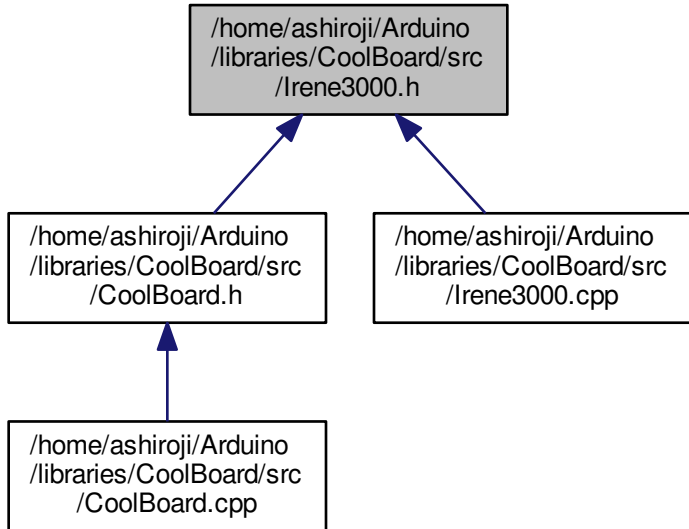 /home/ashiroji/Arduino
/libraries/CoolBoard/src
/Irene3000.h
/home/ashiroji/Arduino
/libraries/CoolBoard/src
/CoolBoard.h
/home/ashiroji/Arduino
/libraries/CoolBoard/src
/Irene3000.cpp
/home/ashiroji/Arduino
/libraries/CoolBoard/src
/CoolBoard.cpp